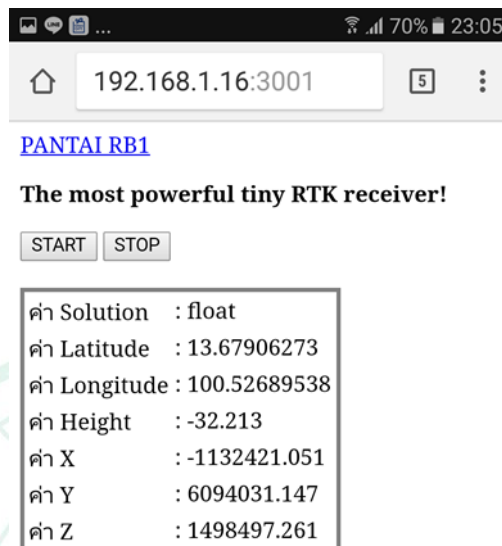 ... 70% 23:05
192.168.1.16:3001 5
PANTAI RB1
The most powerful tiny RTK receiver!
START STOP
ค่า Solution : float
ค่า Latitude : 13.67906273
ค่า Longitude : 100.52689538
ค่า Height : -32.213
ค่า X : -1132421.051
ค่า Y : 6094031.147
ค่า Z : 1498497.261